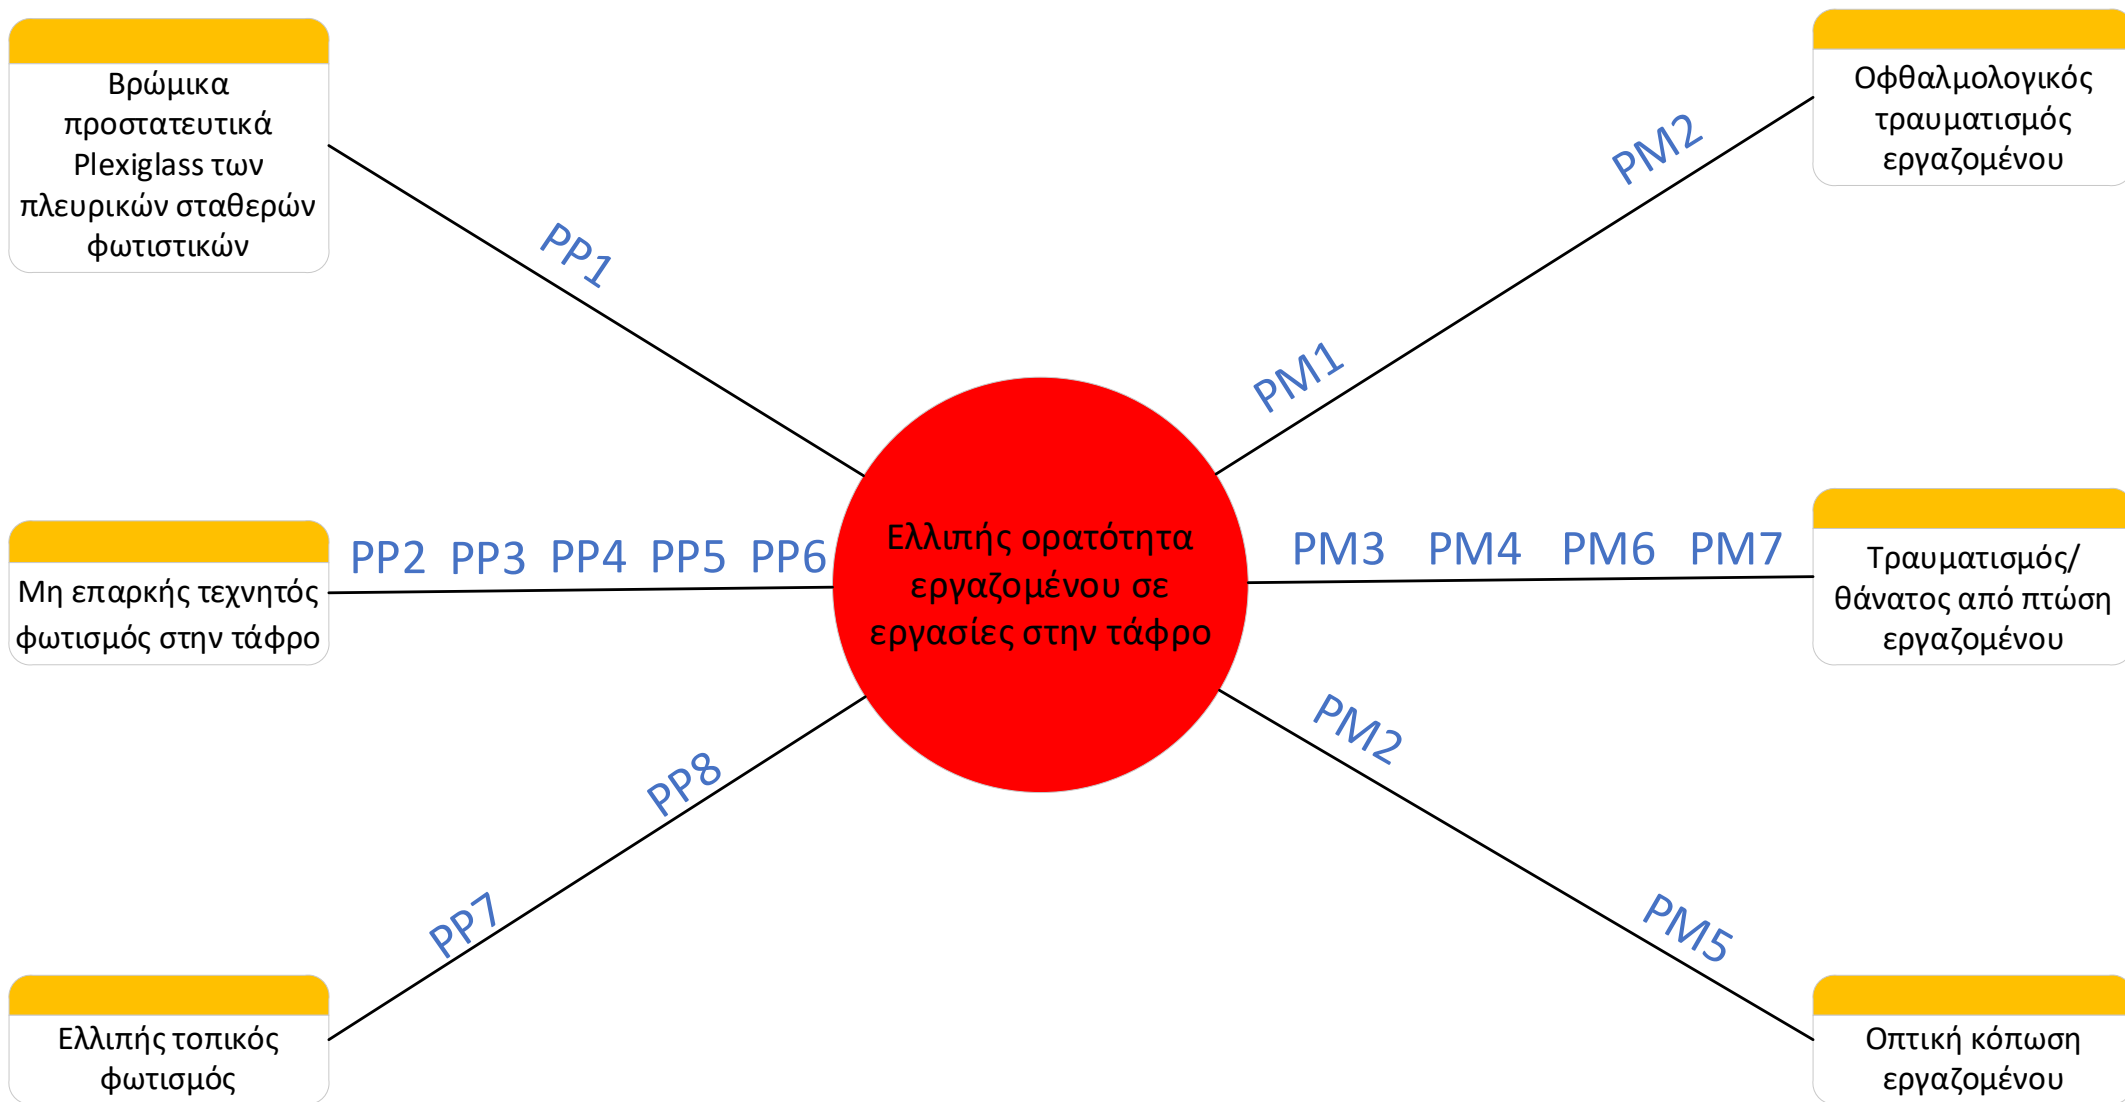 Βρώμικα
προστατευτικά
Plexiglass των
πλευρικών σταθερών
φωτιστικών
PP1
Μη επαρκής τεχνητός
φωτισμός στην τάφρο
PP2 PP3 PP4 PP5 PP6
Ελλιπής τοπικός
φωτισμός
PP7
PP8
Ελλιπής ορατότητα
εργαζομένου σε
εργασίες στην τάφρο
PM1
PM2
Οφθαλμολογικός
τραυματισμός
εργαζομένου
PM3 PM4 PM6 PM7
Τραυματισμός/
θάνατος από πτώση
εργαζομένου
PM2
PM5
Οπτική κόπωση
εργαζομένου